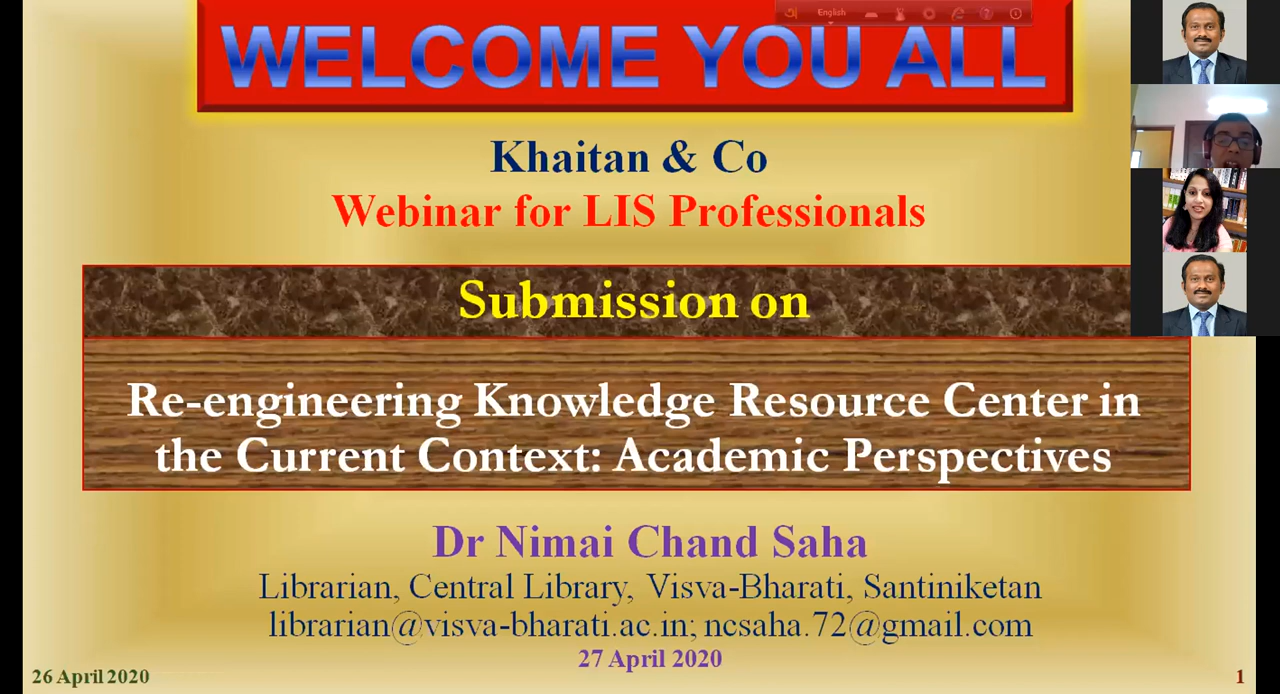 অ English
WELCOME YOU ALL
Khaitan & Co
Webinar for LIS Professionals
Submission on
Re-engineering Knowledge Resource Center in
the Current Context: Academic Perspectives
Dr Nimai Chand Saha
Librarian, Central Library, Visva-Bharati, Santiniketan
librarian@visva-bharati.ac.in; ncsaha.72@gmail.com
27 April 2020
26 April 2020 1